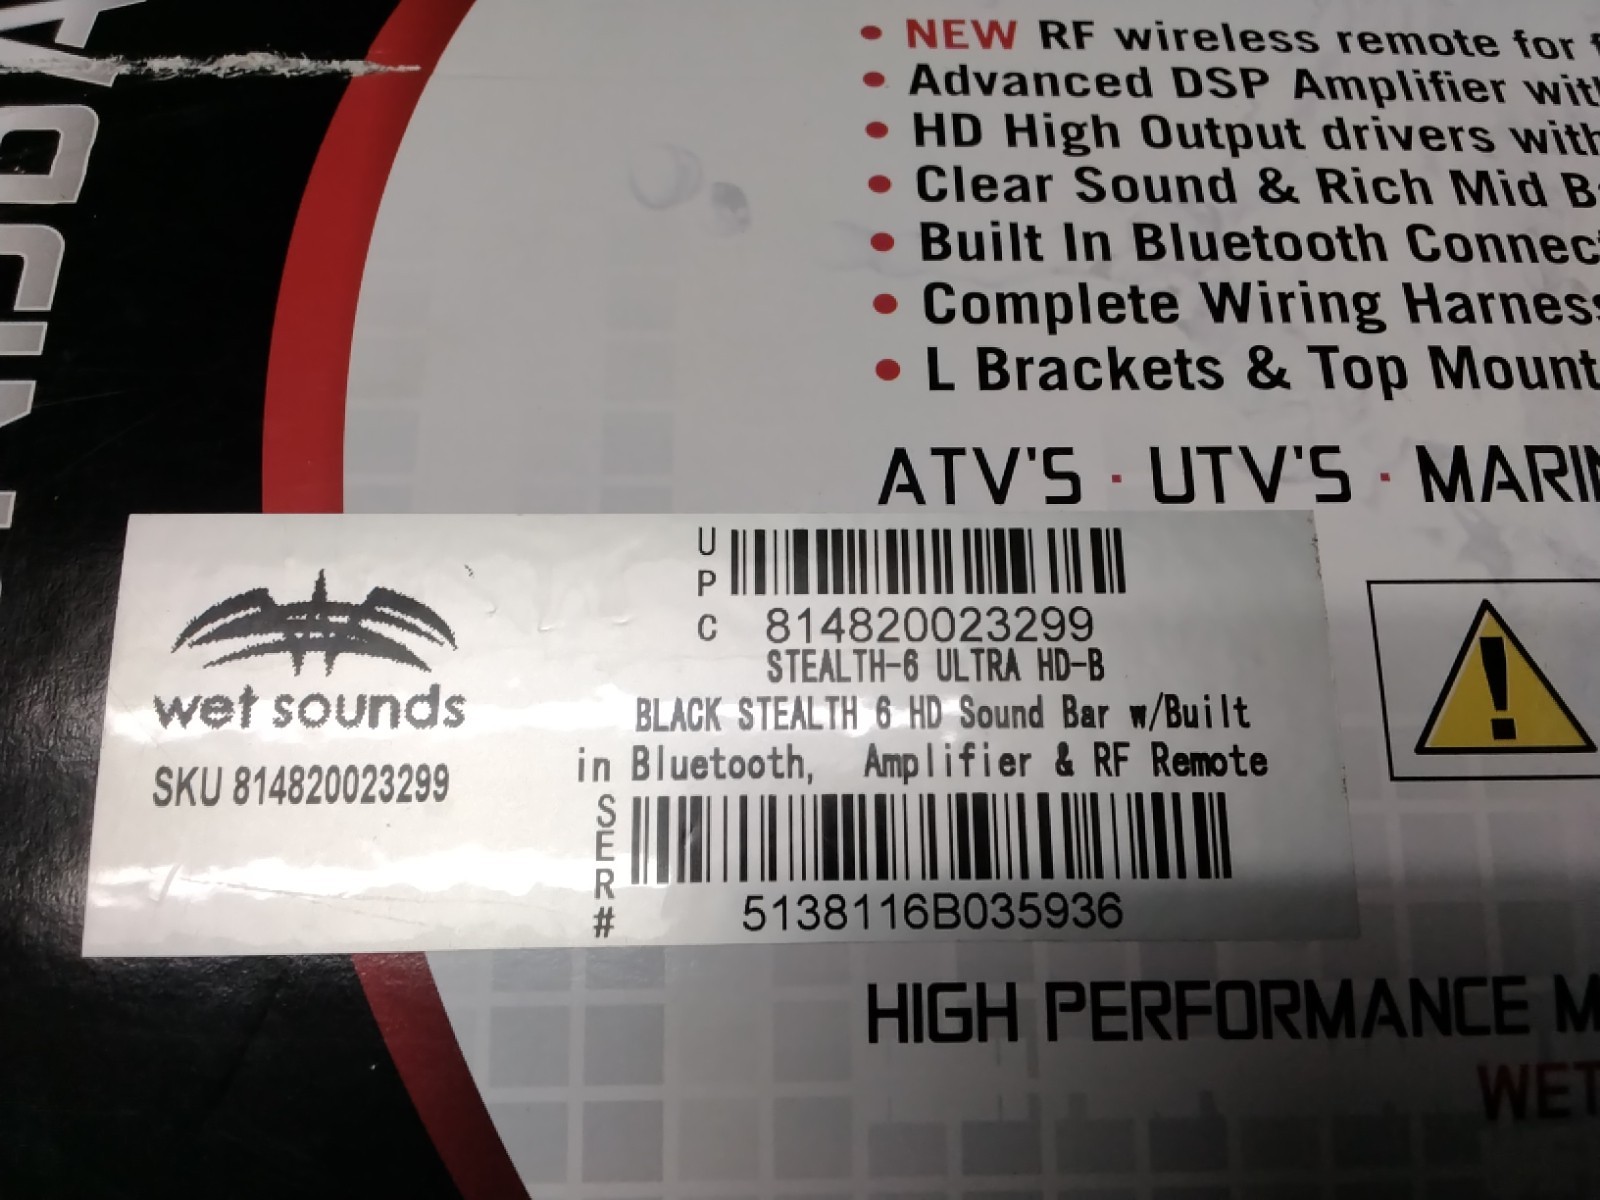 • NEW RF wireless remote for
• Advanced DSP Amplifier with
• HD High Output drivers with
• Clear Sound & Rich Mid
• Built In Bluetooth
• Complete Wiring Harness
• L Brackets & Top Mount
ATV'S · UTV'S ·
UPC
814820023299
STEALTH-6 ULTRA HD-B
BLACK STEALTH 6 HD Sound Bar w/Built
in Bluetooth, Amplifier & RF Remote
wet sounds
SKU 814820023299
SER#
5138116B035936
HIGH PERFORMANCE
WET